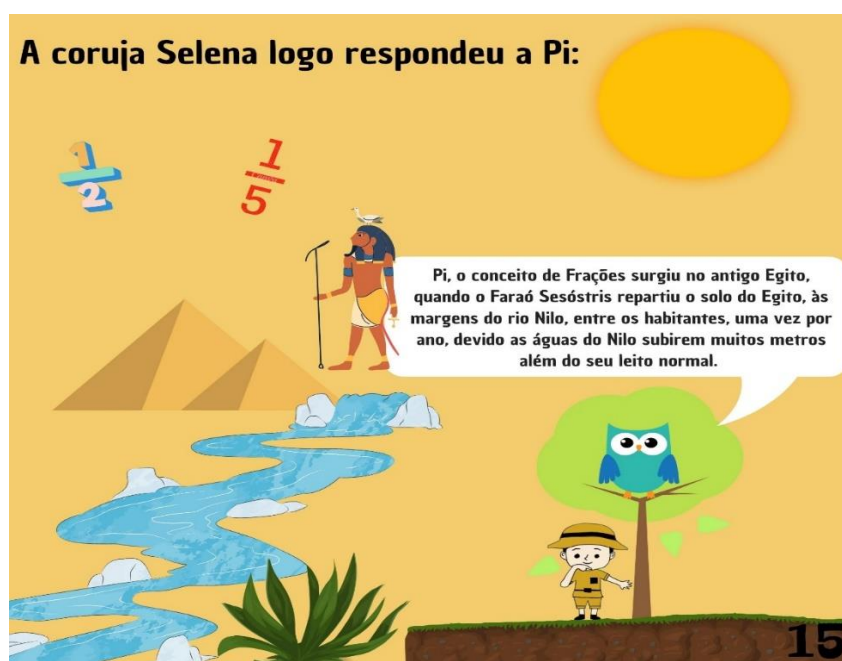 A coruja Selena logo respondeu a Pi:
1
2
1
5
Pi, o conceito de Frações surgiu no antigo Egito,
quando o Faraó Sesóstris repartiu o solo do Egito, às
margens do rio Nilo, entre os habitantes, uma vez por
ano, devido as águas do Nilo subirem muitos metros
além do seu leito normal.
15